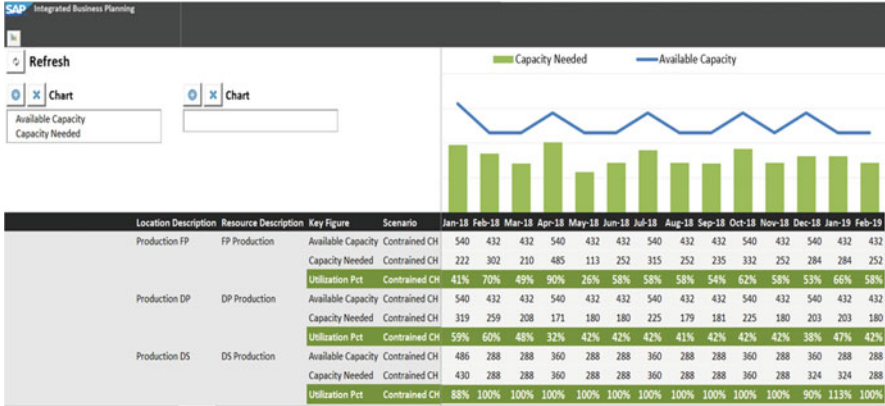 SAP Integrated Business Planning
Refresh
Chart
Chart
Available Capacity
Capacity Needed
Capacity Needed Available Capacity
Location Description Resource Description Key Figure Scenario Jan-18 Feb-18 Mar-18 Apr-18 May-18 Jun-18 Jul-18 Aug-18 Sep-18 Oct-18 Nov-18 Dec-18 Jan-19 Feb-19
Production FP FP Production Available Capacity Contrained CH 540 432 432 540 432 432 540 432 432 540 432 540 432 432
Capacity Needed Contrained CH 222 302 210 485 113 252 315 252 235 332 252 284 284 252
Utilization Pct Contrained CH 41% 70% 49% 90% 26% 58% 58% 58% 54% 62% 58% 53% 66% 58%
Production DP DP Production Available Capacity Contrained CH 540 432 432 540 432 432 540 432 432 540 432 540 432 432
Capacity Needed Contrained CH 319 259 208 171 180 180 225 179 181 225 180 203 203 180
Utilization Pct Contrained CH 59% 60% 48% 32% 42% 42% 42% 41% 42% 42% 42% 38% 47% 42%
Production DS DS Production Available Capacity Contrained CH 486 288 288 360 288 288 360 288 288 360 288 360 288 288
Capacity Needed Contrained CH 430 288 288 360 288 288 360 288 288 360 288 324 324 288
Utilization Pct Contrained CH 88% 100% 100% 100% 100% 100% 100% 100% 100% 100% 100% 90% 113% 100%